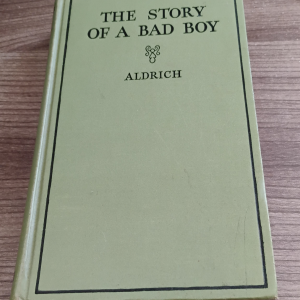 THE STORY
OF A BAD BOY
ALDRICH